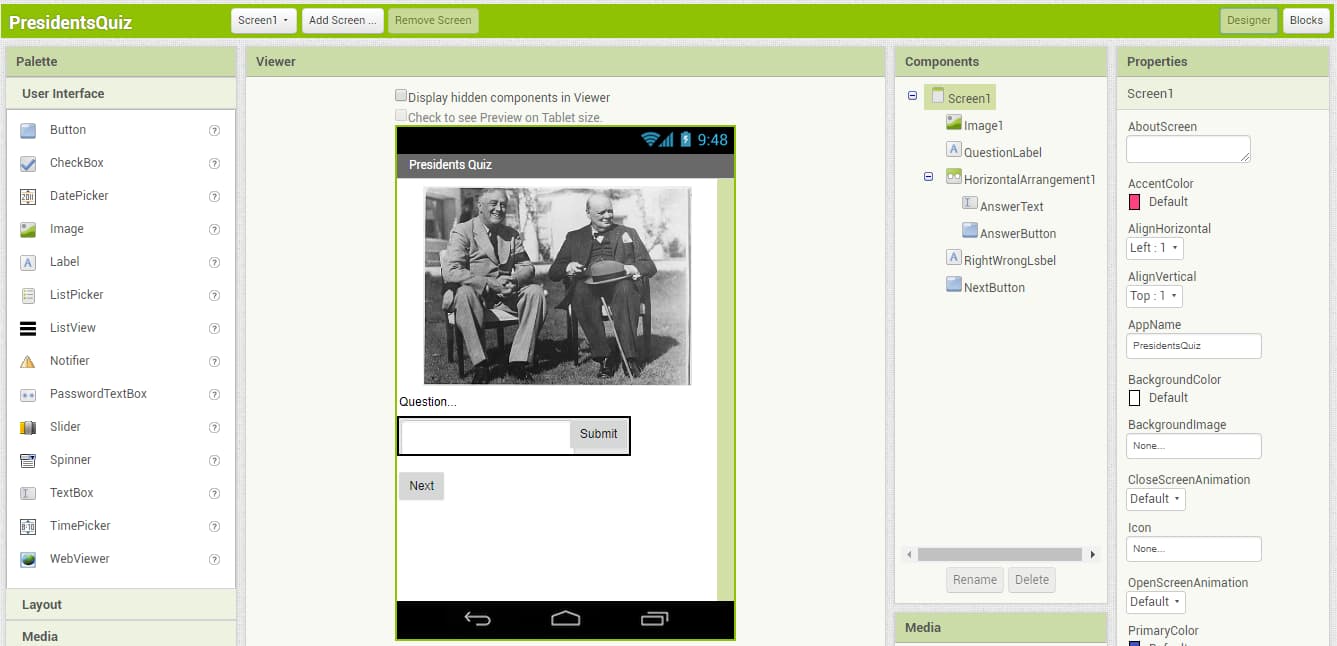 PresidentsQuiz Screen1 Add Screen ... Remove Screen Designer Blocks
Palette
User Interface
Button ?
CheckBox ?
DatePicker ?
Image ?
Label ?
ListPicker ?
ListView ?
Notifier ?
PasswordTextBox ?
Slider ?
Spinner ?
TextBox ?
TimePicker ?
WebViewer ?
Layout
Media
Viewer
Display hidden components in Viewer
Check to see Preview on Tablet size.
9:48
Presidents Quiz
Question...
Submit
Next
Components
Screen1
Image1
A QuestionLabel
HorizontalArrangement1
AnswerText
AnswerButton
A RightWrongLsbel
NextButton
Rename Delete
Media
Properties
Screen1
AboutScreen
AccentColor
Default
AlignHorizontal
Left : 1
AlignVertical
Top : 1
AppName
PresidentsQuiz
BackgroundColor
Default
BackgroundImage
None...
CloseScreenAnimation
Default
Icon
None...
OpenScreenAnimation
Default
PrimaryColor
Default